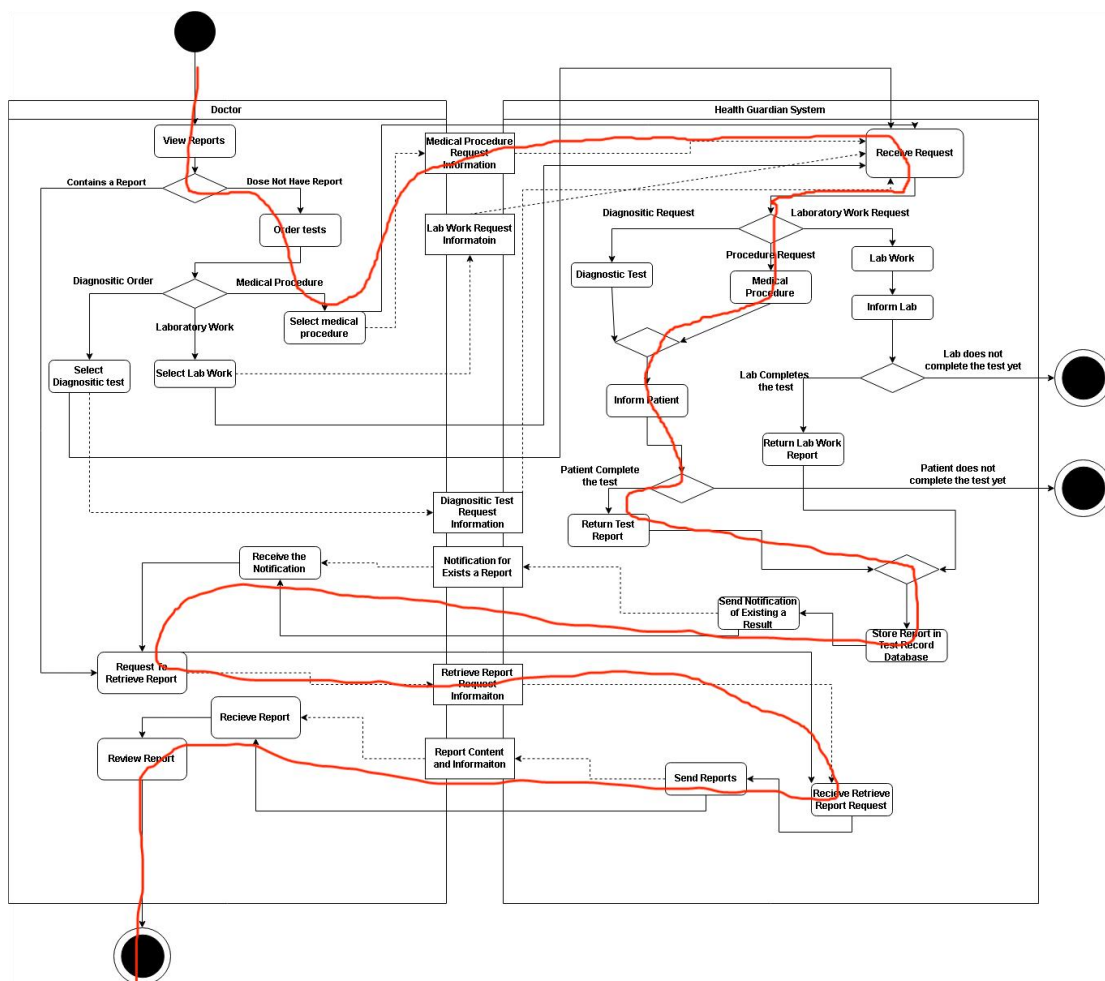 Doctor
Health Guardian System
View Reports
Medical Procedure
Request
Information
Receive Request
Contains a Report
Dose Not Have Report
Order tests
Lab Work Request
Informatoin
Diagnositic Request
Laboratory Work Request
Diagnostic Test
Procedure Request
Medical
Procedure
Lab Work
Inform Lab
Diagnositic Order
Medical Procedure
Laboratory Work
Select medical
procedure
Select
Diagnositic test
Select Lab Work
Inform Patient
Lab Completes
the test
Lab does not
complete the test yet
Return Lab Work
Report
Patient Complete
the test
Patient does not
complete the test yet
Diagnositic Test
Request
Information
Return Test
Report
Receive the
Notification
Notification for
Exists a Report
Send Notification
of Existing a
Result
Store Report in
Test Record
Database
Request To
Retrieve Report
Retrieve Report
Request
Informaiton
Recieve Report
Review Report
Report Content
and Informaiton
Send Reports
Recieve Retrieve
Report Request